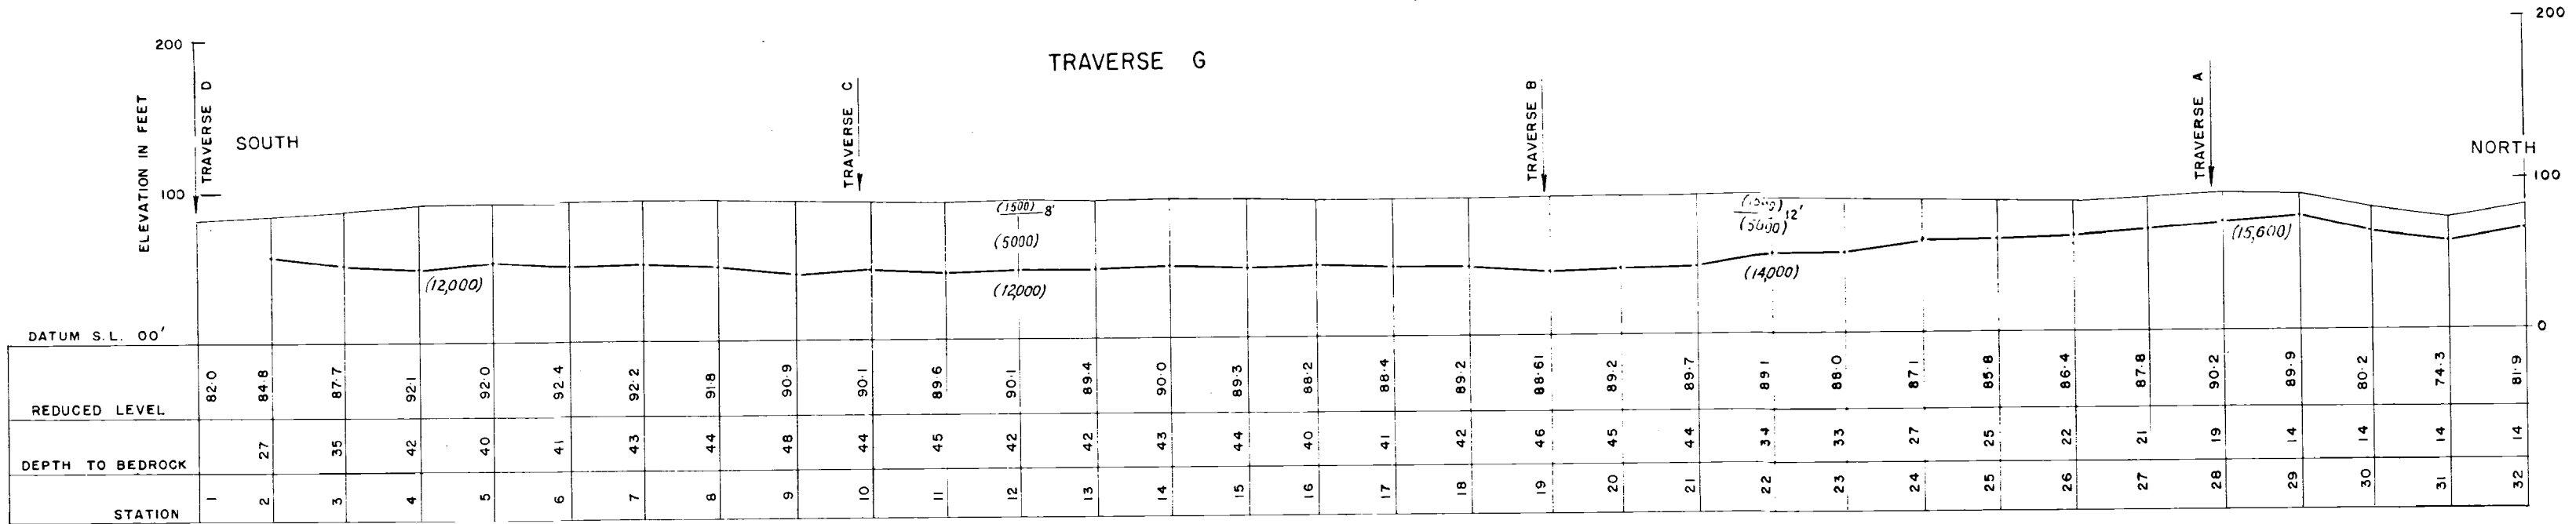 TRAVERSE G
200
200
ELEVATION IN FEET
TRAVERSE D
SOUTH
TRAVERSE C
TRAVERSE B
TRAVERSE A
NORTH
100
100
(1500) 8'
(5000)
(12,000)
(12,000)
12'
(5000)
(14,000)
(15,600)
DATUM S.L. 00'
0
REDUCED LEVEL 82·0 84·8 87·7 92·1 92·0 92·4 92·2 91·8 90·9 90·1 89·6 90·1 89·4 90·0 89·3 88·2 88·4 89·2 88·61 89·2 89·7 89·1 88·0 87·1 85·8 86·4 87·8 90·2 89·9 80·2 74·3 81·9
DEPTH TO BEDROCK 27 35 42 40 41 43 44 48 44 45 42 42 43 44 40 41 42 46 45 44 34 33 27 25 22 21 19 14 14 14 14
STATION 1 2 3 4 5 6 7 8 9 10 11 12 13 14 15 16 17 18 19 20 21 22 23 24 25 26 27 28 29 30 31 32